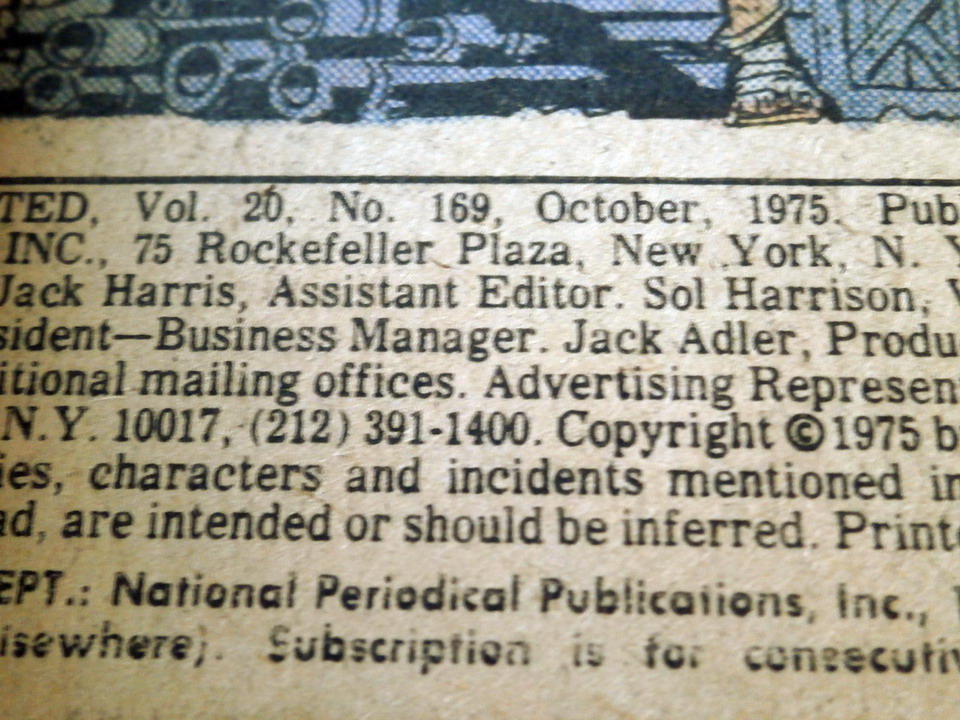 TED, Vol. 20, No. 169, October, 1975. Pub
INC., 75 Rockefeller Plaza, New York, N. Y
Jack Harris, Assistant Editor. Sol Harrison, V
sident—Business Manager. Jack Adler, Produ
itional mailing offices. Advertising Represen
N.Y. 10017, (212) 391-1400. Copyright © 1975 b
ies, characters and incidents mentioned in
ad, are intended or should be inferred. Printe
EPT.: National Periodical Publications, Inc.,
lsewhere). Subscription is for consecutiv